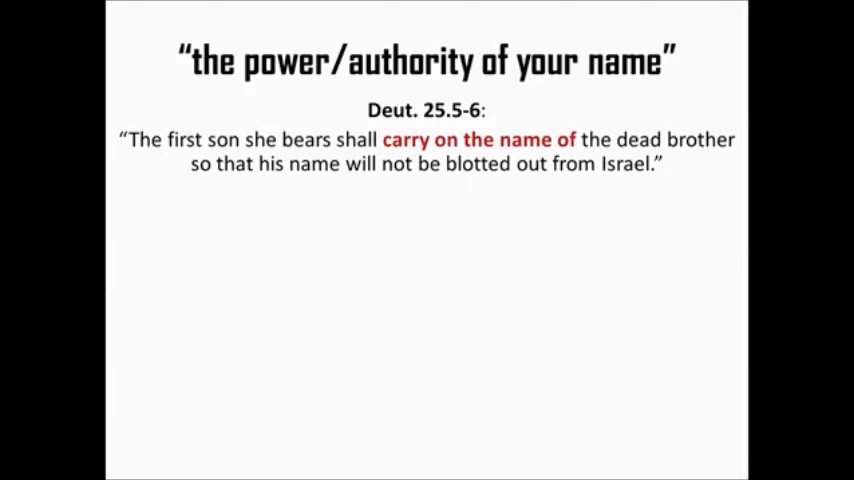 “the power/authority of your name”
Deut. 25.5-6:
“The first son she bears shall carry on the name of the dead brother
so that his name will not be blotted out from Israel.”